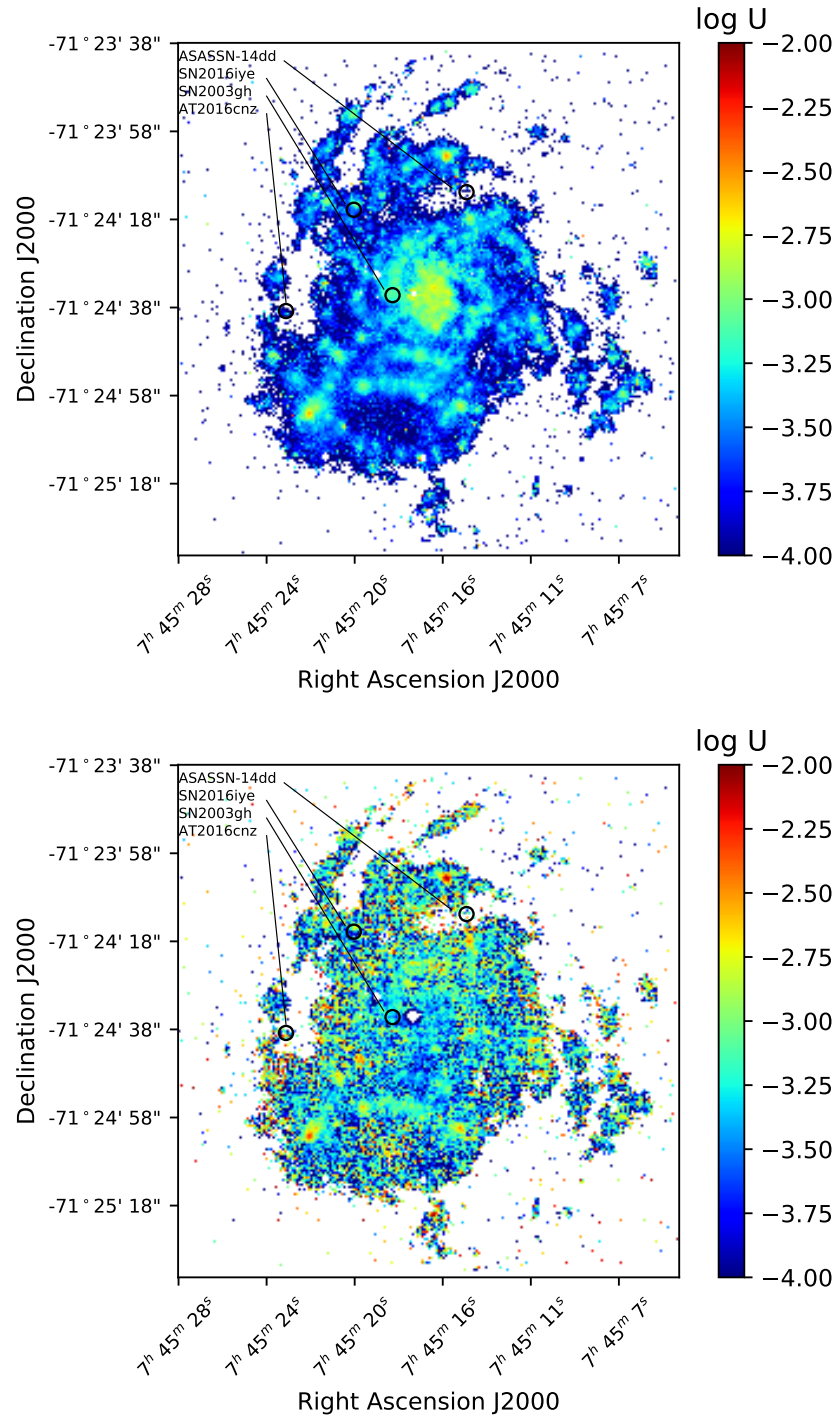 log U
-71°23' 38"
-71°23' 58"
-71°24' 18"
-71°24' 38"
-71°24' 58"
-71°25' 18"
Declination J2000
ASASSN-14dd
SN2016iye
SN2003gh
AT2016cnz
−2.00
−2.25
−2.50
−2.75
−3.00
−3.25
−3.50
−3.75
−4.00
7h 45m 28s
7h 45m 24s
7h 45m 20s
7h 45m 16s
7h 45m 11s
7h 45m 7s
Right Ascension J2000
log U
-71°23' 38"
-71°23' 58"
-71°24' 18"
-71°24' 38"
-71°24' 58"
-71°25' 18"
Declination J2000
ASASSN-14dd
SN2016iye
SN2003gh
AT2016cnz
−2.00
−2.25
−2.50
−2.75
−3.00
−3.25
−3.50
−3.75
−4.00
7h 45m 28s
7h 45m 24s
7h 45m 20s
7h 45m 16s
7h 45m 11s
7h 45m 7s
Right Ascension J2000